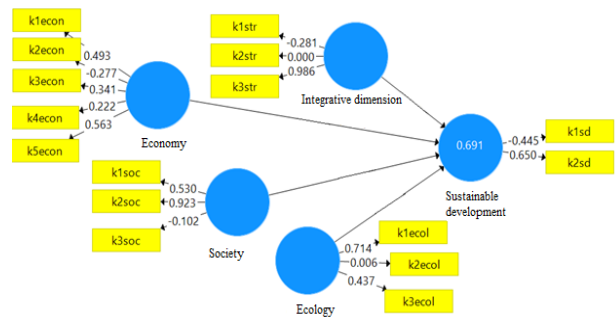 k1econ
k2econ
k3econ
k4econ
k5econ
0.493
-0.277
0.341
0.222
0.563
Economy
k1str
k2str
k3str
-0.281
0.000
0.986
Integrative dimension
k1soc
k2soc
k3soc
0.530
0.923
-0.102
Society
0.691
Sustainable
development
-0.445
0.650
k1sd
k2sd
Ecology
0.714
0.006
0.437
k1ecol
k2ecol
k3ecol